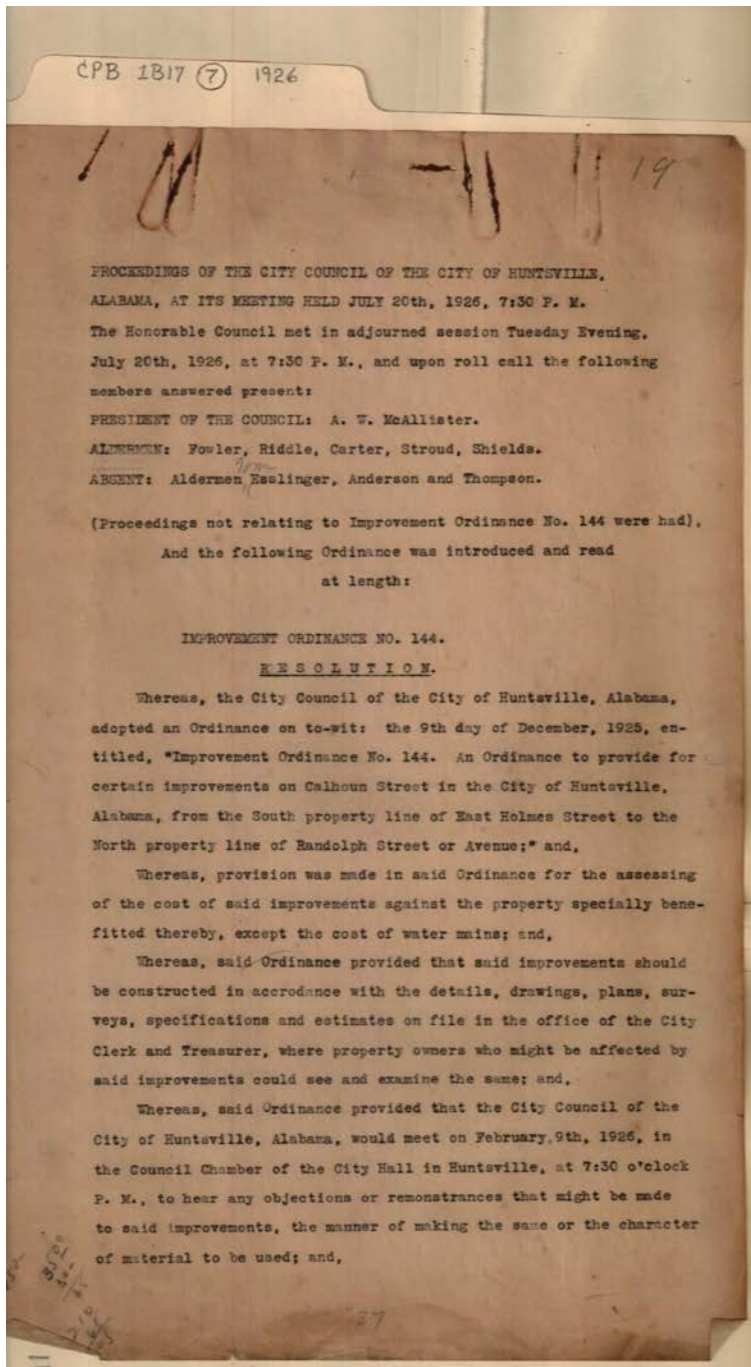 CPB 1B17 7 1926
19
PROCEEDINGS OF THE CITY COUNCIL OF THE CITY OF HUNTSVILLE,
ALABAMA, AT ITS MEETING HELD JULY 20th, 1926, 7:30 P. M.
The Honorable Council met in adjourned session Tuesday Evening,
July 20th, 1926, at 7:30 P. M., and upon roll call the following
members answered present:
PRESIDENT OF THE COUNCIL: A. W. McAllister.
ALDERMEN: Fowler, Riddle, Carter, Stroud, Shields.
ABSENT: Aldermen Esslinger, Anderson and Thompson.
(Proceedings not relating to Improvement Ordinance No. 144 were had),
And the following Ordinance was introduced and read
at length:
IMPROVEMENT ORDINANCE NO. 144.
R E S O L U T I O N.
Whereas, the City Council of the City of Huntsville, Alabama,
adopted an Ordinance on to-wit: the 9th day of December, 1925, en-
titled, "Improvement Ordinance No. 144. An Ordinance to provide for
certain improvements on Calhoun Street in the City of Huntsville,
Alabama, from the South property line of East Holmes Street to the
North property line of Randolph Street or Avenue;" and,
Whereas, provision was made in said Ordinance for the assessing
of the cost of said improvements against the property specially bene-
fitted thereby, except the cost of water mains; and,
Whereas, said Ordinance provided that said improvements should
be constructed in accrodance with the details, drawings, plans, sur-
veys, specifications and estimates on file in the office of the City
Clerk and Treasurer, where property owners who might be affected by
said improvements could see and examine the same; and,
Whereas, said Ordinance provided that the City Council of the
City of Huntsville, Alabama, would meet on February,9th, 1926, in
the Council Chamber of the City Hall in Huntsville, at 7:30 o'clock
P. M., to hear any objections or remonstrances that might be made
to said improvements, the manner of making the same or the character
of material to be used; and,
37